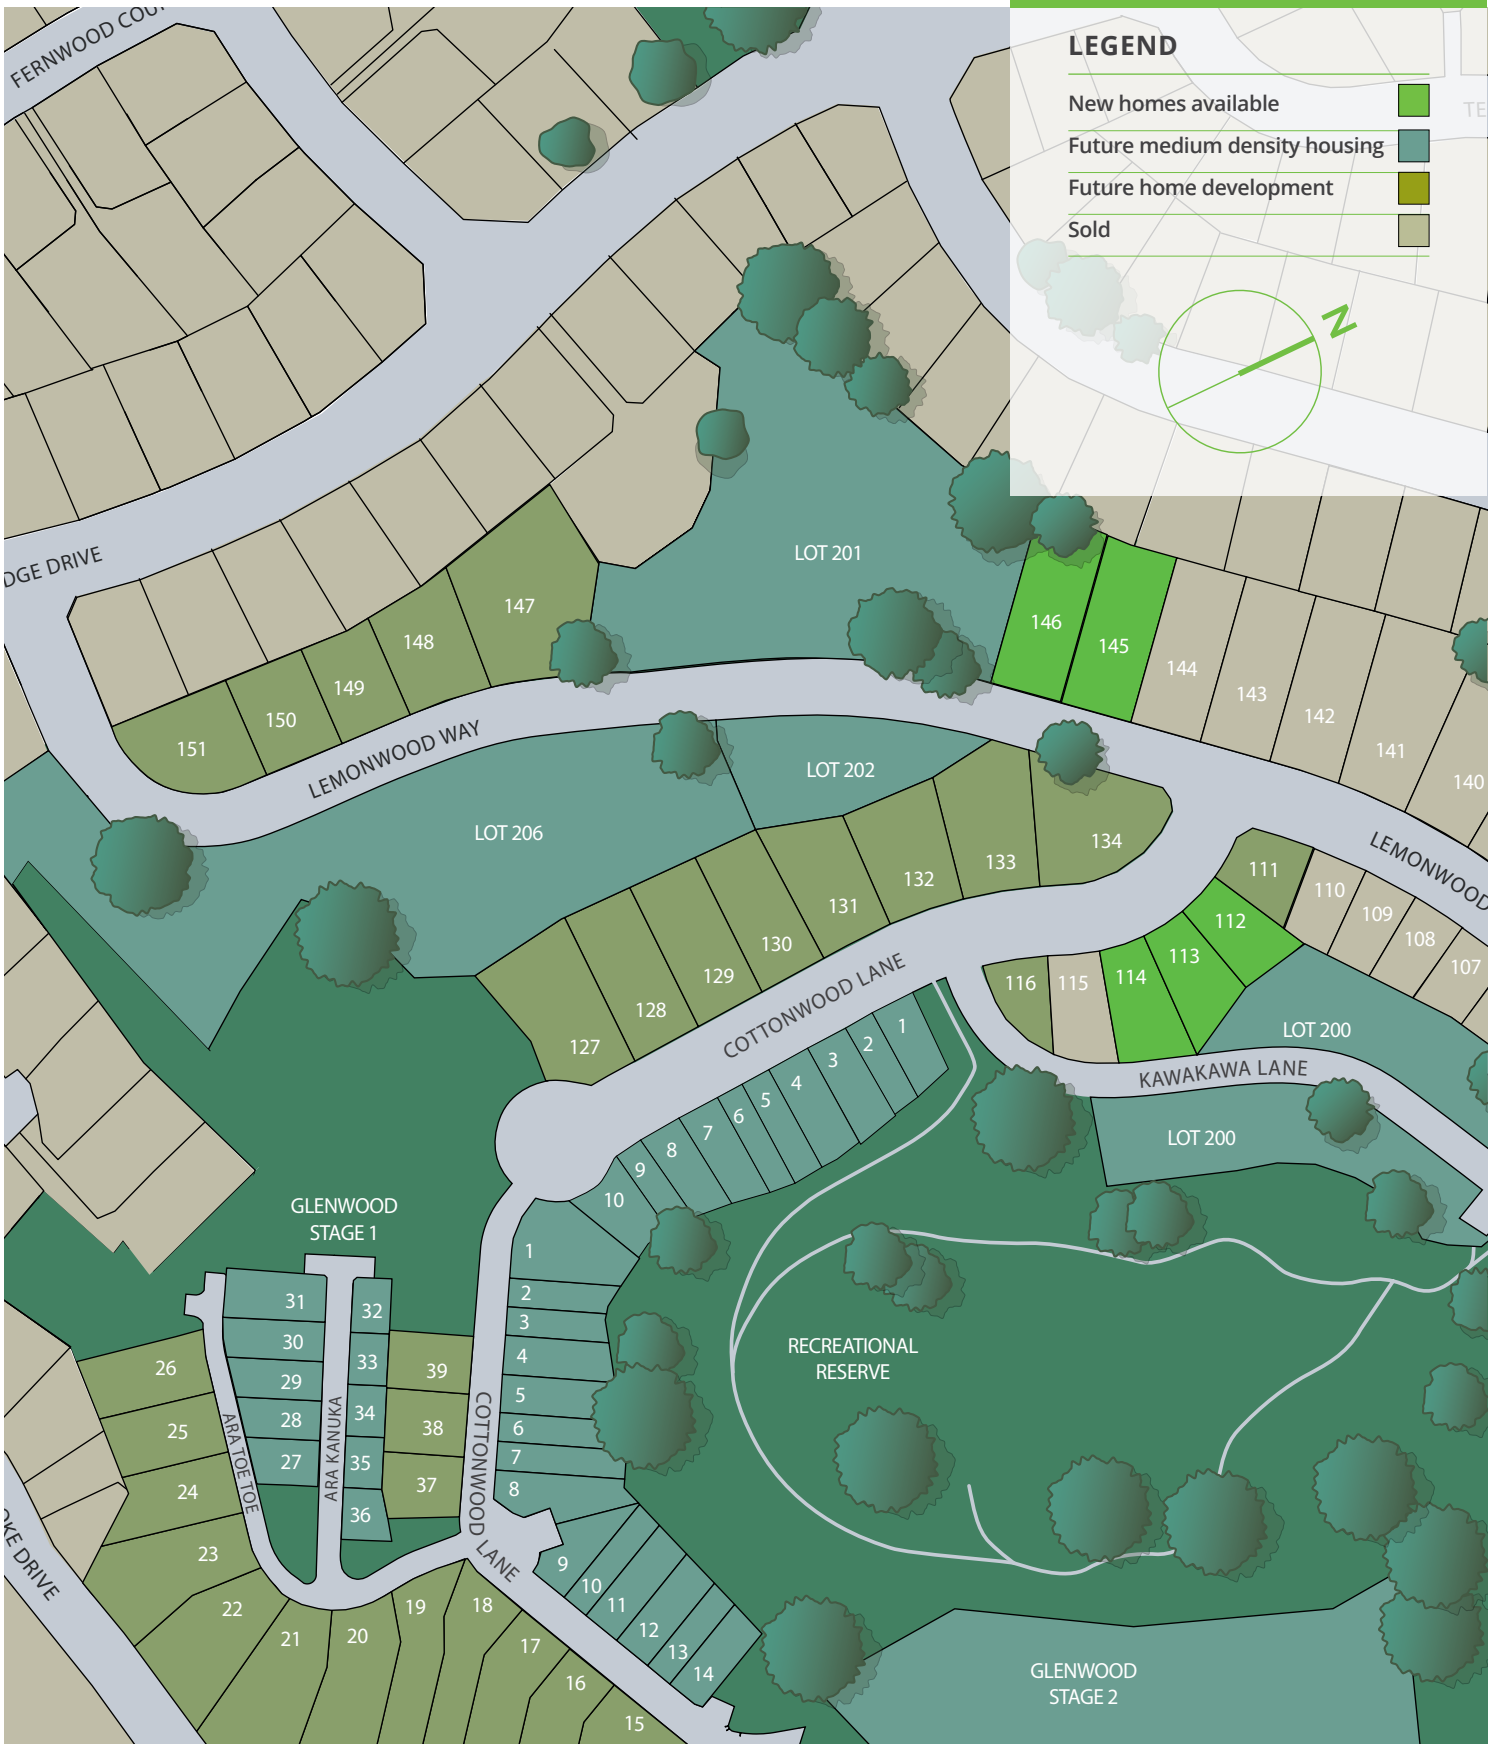 FERNWOOD COU
LEGEND
New homes available
Future medium density housing
Future home development
Sold
TE
N
DGE DRIVE
LOT 201
147
148
149
150
151
146
145
144
143
142
141
140
LEMONWOOD WAY
LOT 202
LOT 206
LEMONWOOD
134
133
132
131
130
129
128
127
111
110
109
108
107
112
113
114
115
116
COTTONWOOD LANE
LOT 200
KAWAKAWA LANE
LOT 200
1
2
3
4
5
6
7
8
9
10
GLENWOOD
STAGE 1
1
2
3
4
5
6
7
8
31
30
29
28
27
32
33
34
35
36
39
38
37
26
25
24
23
22
21
20
19
18
17
16
15
ARA TOE TOE
ARA KANUKA
COTTONWOOD LANE
9
10
11
12
13
14
RECREATIONAL
RESERVE
OKE DRIVE
GLENWOOD
STAGE 2